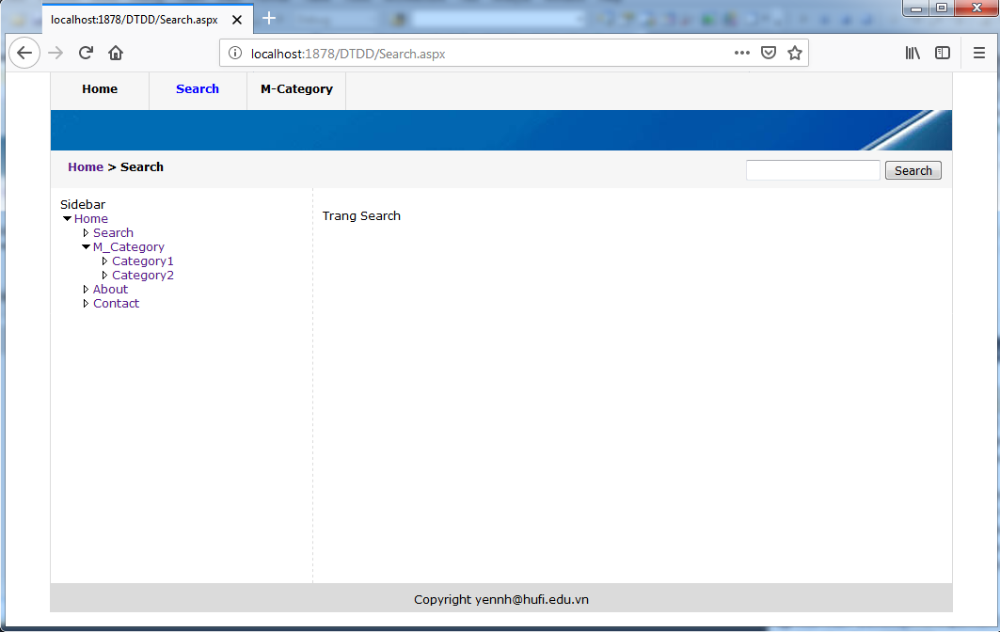 localhost:1878/DTDD/Search.aspx
localhost:1878/DTDD/Search.aspx
Home Search M-Category
Home > Search
Search
Sidebar
Home
Search
M_Category
Category1
Category2
About
Contact
Trang Search
Copyright yennh@hufi.edu.vn